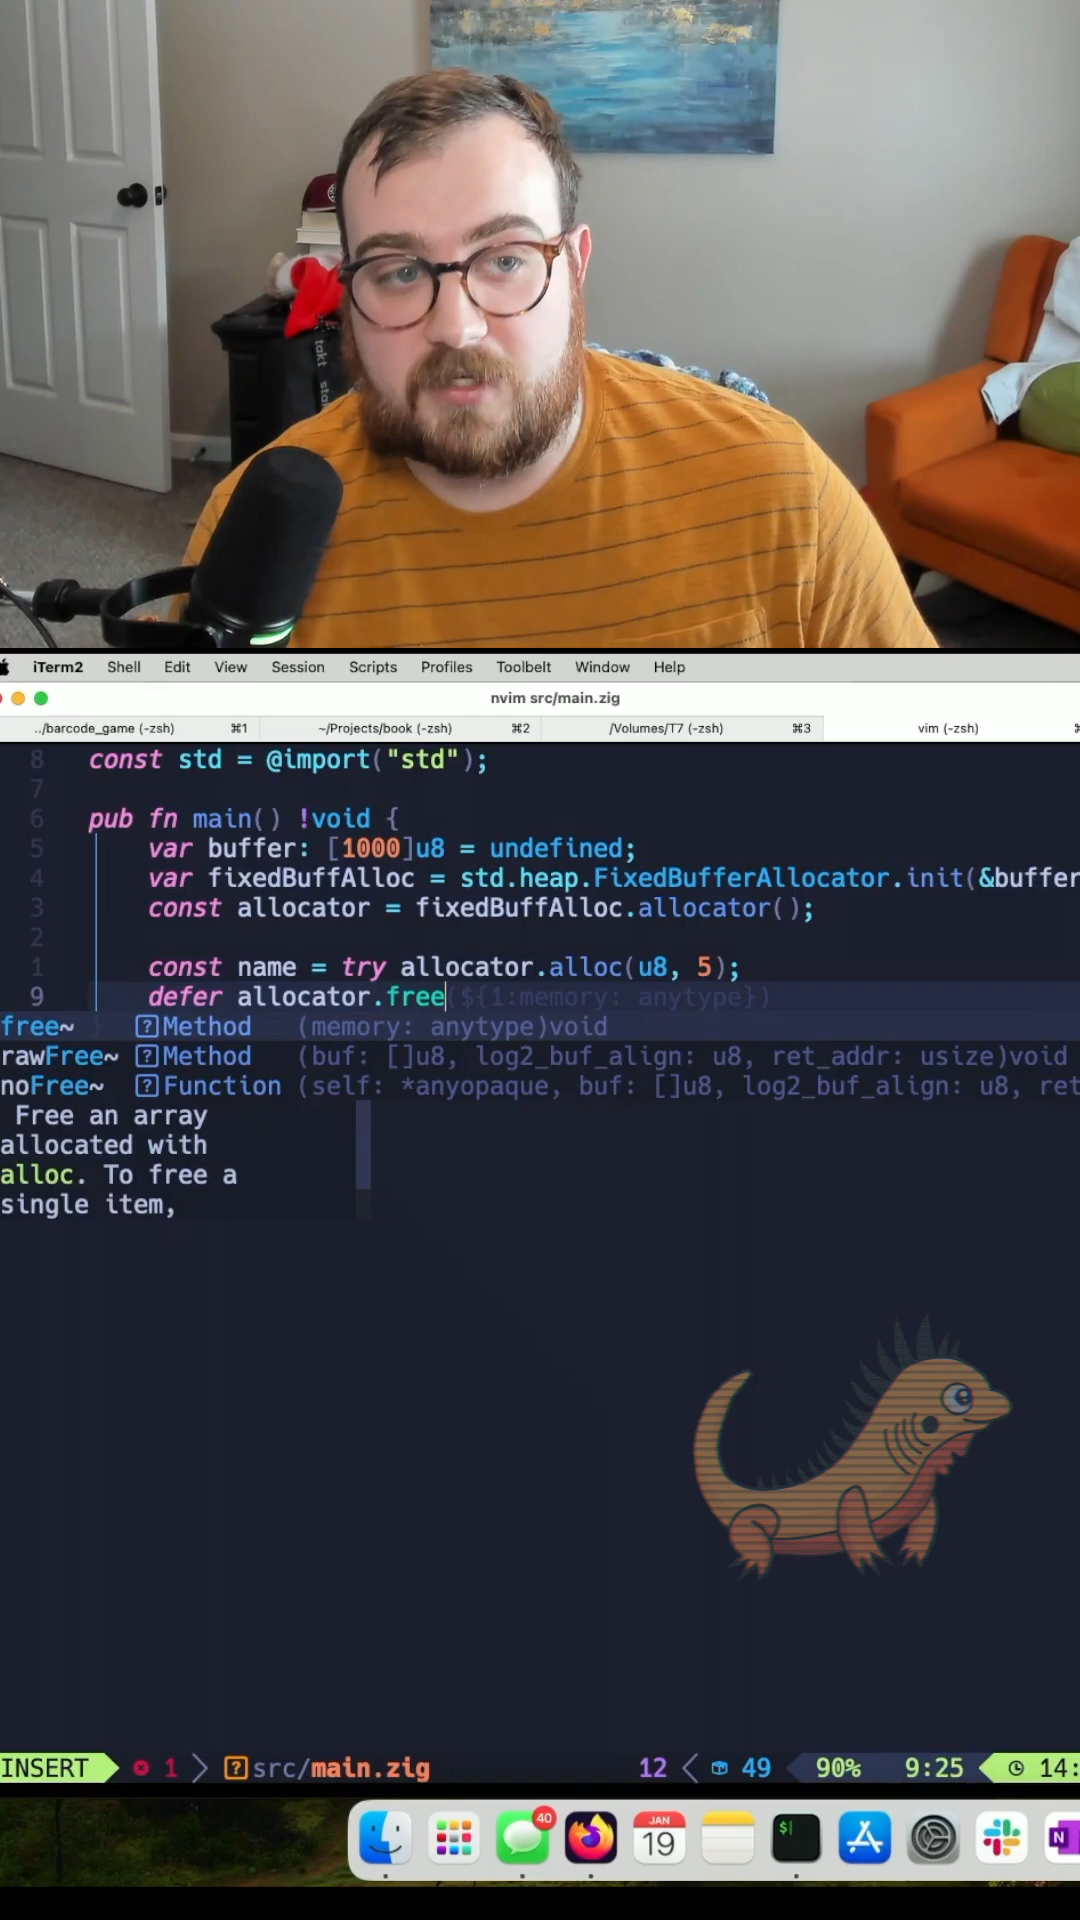 takt
iTerm2 Shell Edit View Session Scripts Profiles Toolbelt Window Help
nvim src/main.zig
../barcode_game (-zsh) ⌘1 ~/Projects/book (-zsh) ⌘2 /Volumes/T7 (-zsh) ⌘3 vim (-zsh)
8 const std = @import("std");
7
6 pub fn main() !void {
5 var buffer: [1000]u8 = undefined;
4 var fixedBuffAlloc = std.heap.FixedBufferAllocator.init(&buffer
3 const allocator = fixedBuffAlloc.allocator();
2
1 const name = try allocator.alloc(u8, 5);
9 defer allocator.free(${1:memory: anytype})
free~ Method (memory: anytype)void
rawFree~ Method (buf: []u8, log2_buf_align: u8, ret_addr: usize)void
noFree~ Function (self: *anyopaque, buf: []u8, log2_buf_align: u8, ret
Free an array
allocated with
alloc. To free a
single item,
INSERT 1 src/main.zig 12 49 90% 9:25 14:
40
JAN
19
$
N